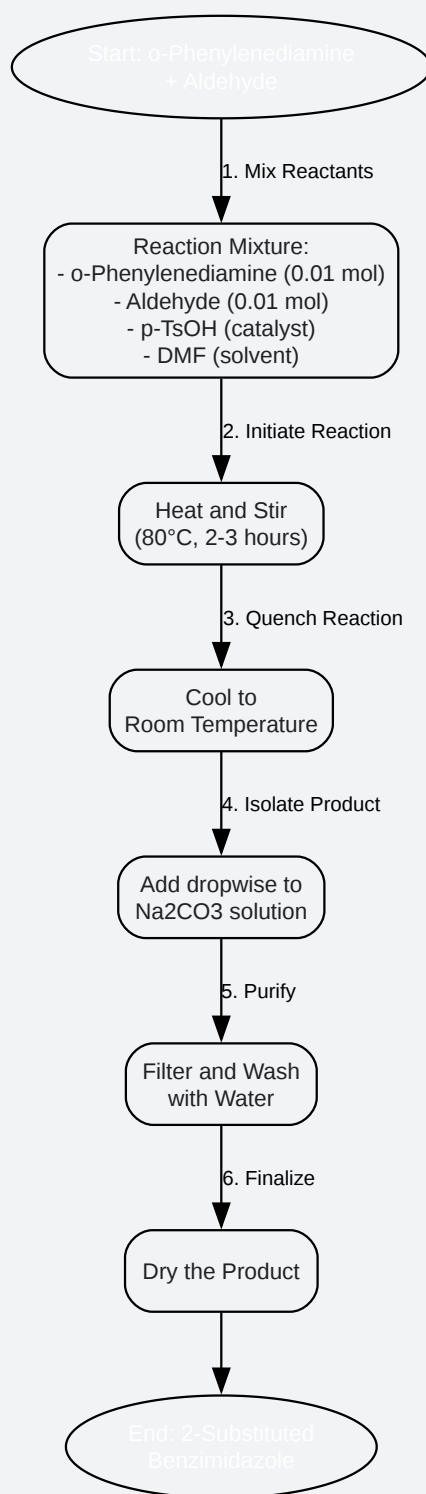 Start: o-Phenylenediamine
+ Aldehyde
1. Mix Reactants
Reaction Mixture:
- o-Phenylenediamine (0.01 mol)
- Aldehyde (0.01 mol)
- p-TsOH (catalyst)
- DMF (solvent)
2. Initiate Reaction
Heat and Stir
(80°C, 2-3 hours)
3. Quench Reaction
Cool to
Room Temperature
4. Isolate Product
Add dropwise to
Na2CO3 solution
5. Purify
Filter and Wash
with Water
6. Finalize
Dry the Product
End: 2-Substituted
Benzimidazole